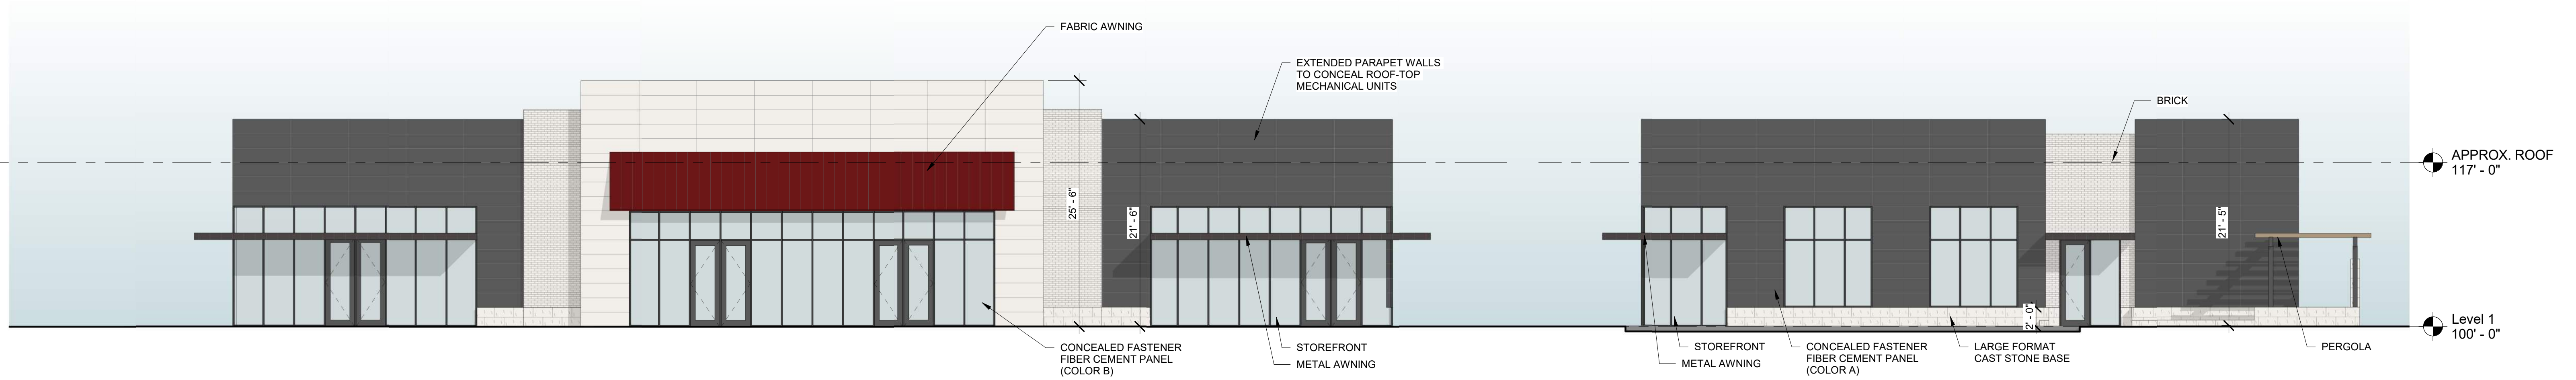 FABRIC AWNING
EXTENDED PARAPET WALLS
TO CONCEAL ROOF-TOP
MECHANICAL UNITS
BRICK
APPROX. ROOF
117' - 0"
25' - 6"
21' - 6"
21' - 5"
2' - 0"
Level 1
100' - 0"
CONCEALED FASTENER
FIBER CEMENT PANEL
(COLOR B)
STOREFRONT
METAL AWNING
STOREFRONT
METAL AWNING
CONCEALED FASTENER
FIBER CEMENT PANEL
(COLOR A)
LARGE FORMAT
CAST STONE BASE
PERGOLA